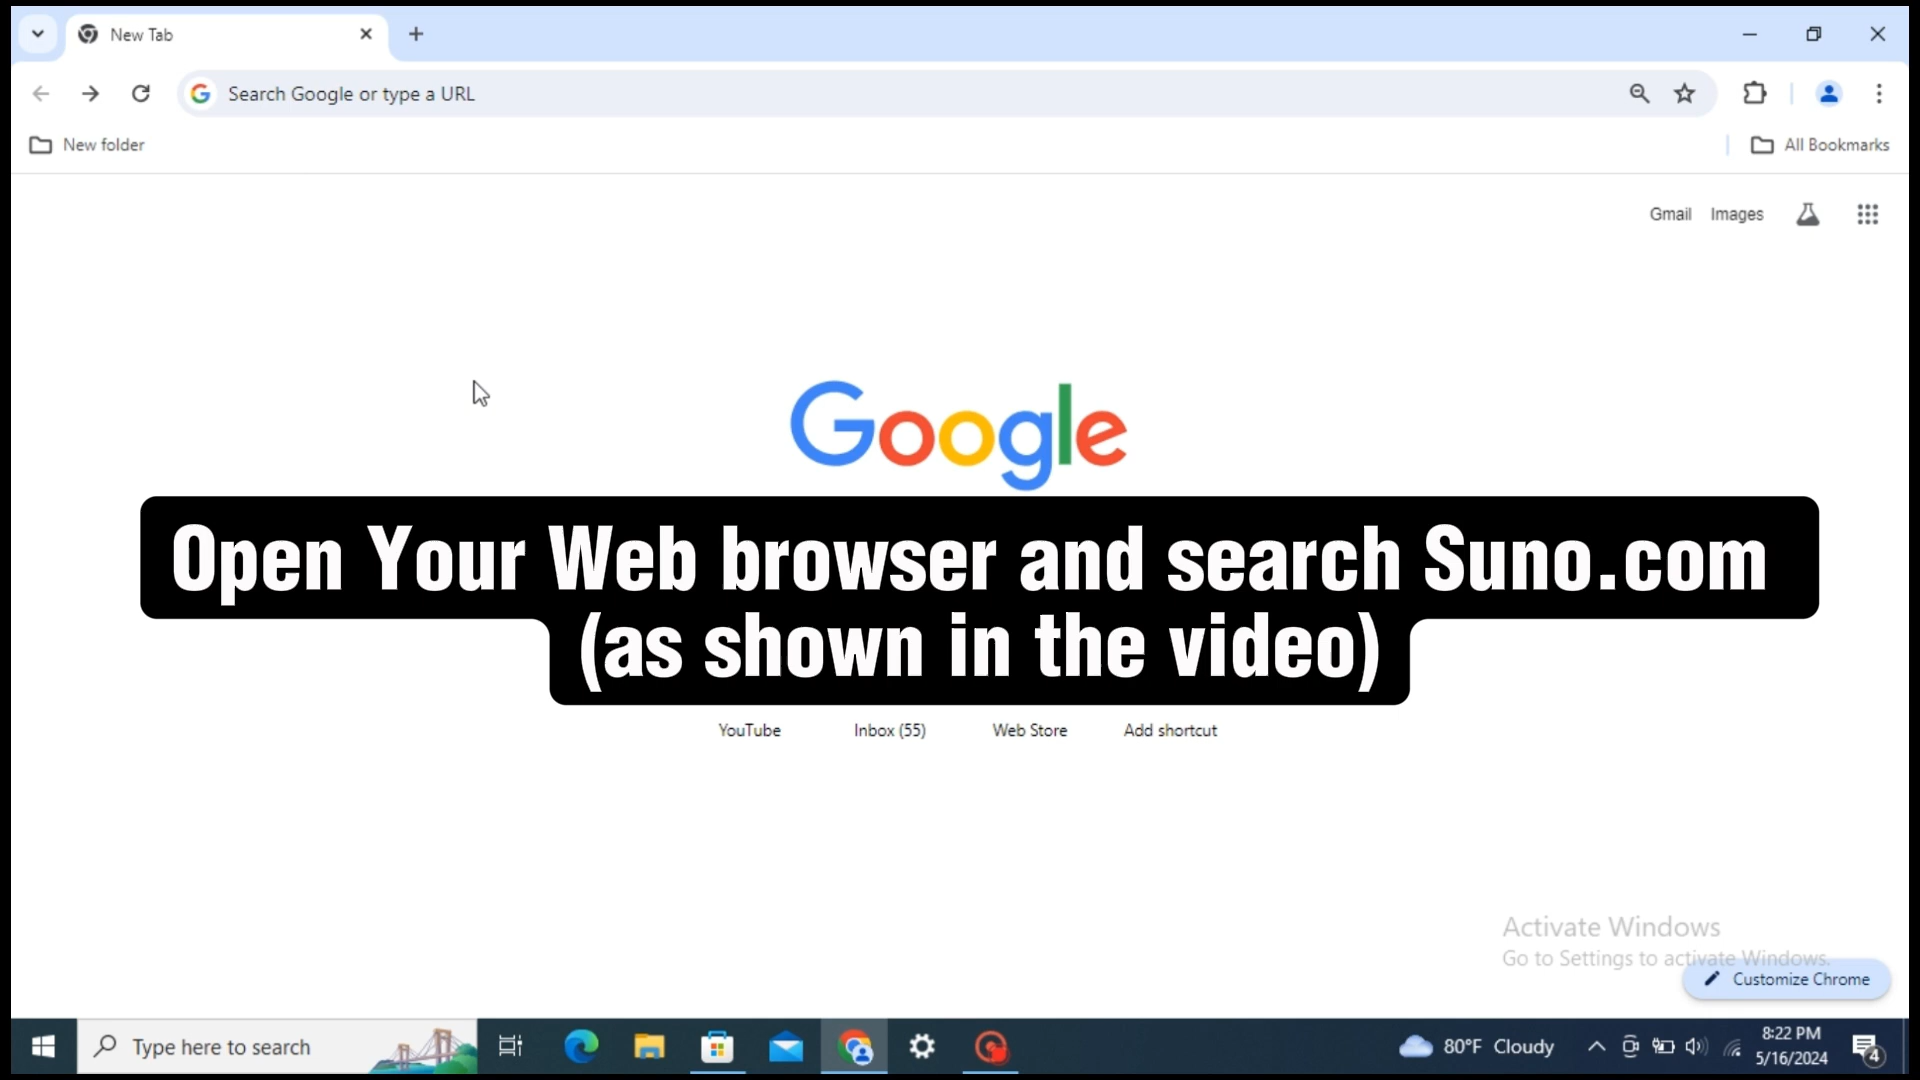 New Tab
Search Google or type a URL
New folder
All Bookmarks
Gmail Images
Google
Open Your Web browser and search Suno.com
(as shown in the video)
YouTube Inbox (55) Web Store Add shortcut
Activate Windows
Go to Settings to activate Windows.
Customize Chrome
Type here to search
80°F Cloudy
8:22 PM
5/16/2024
4